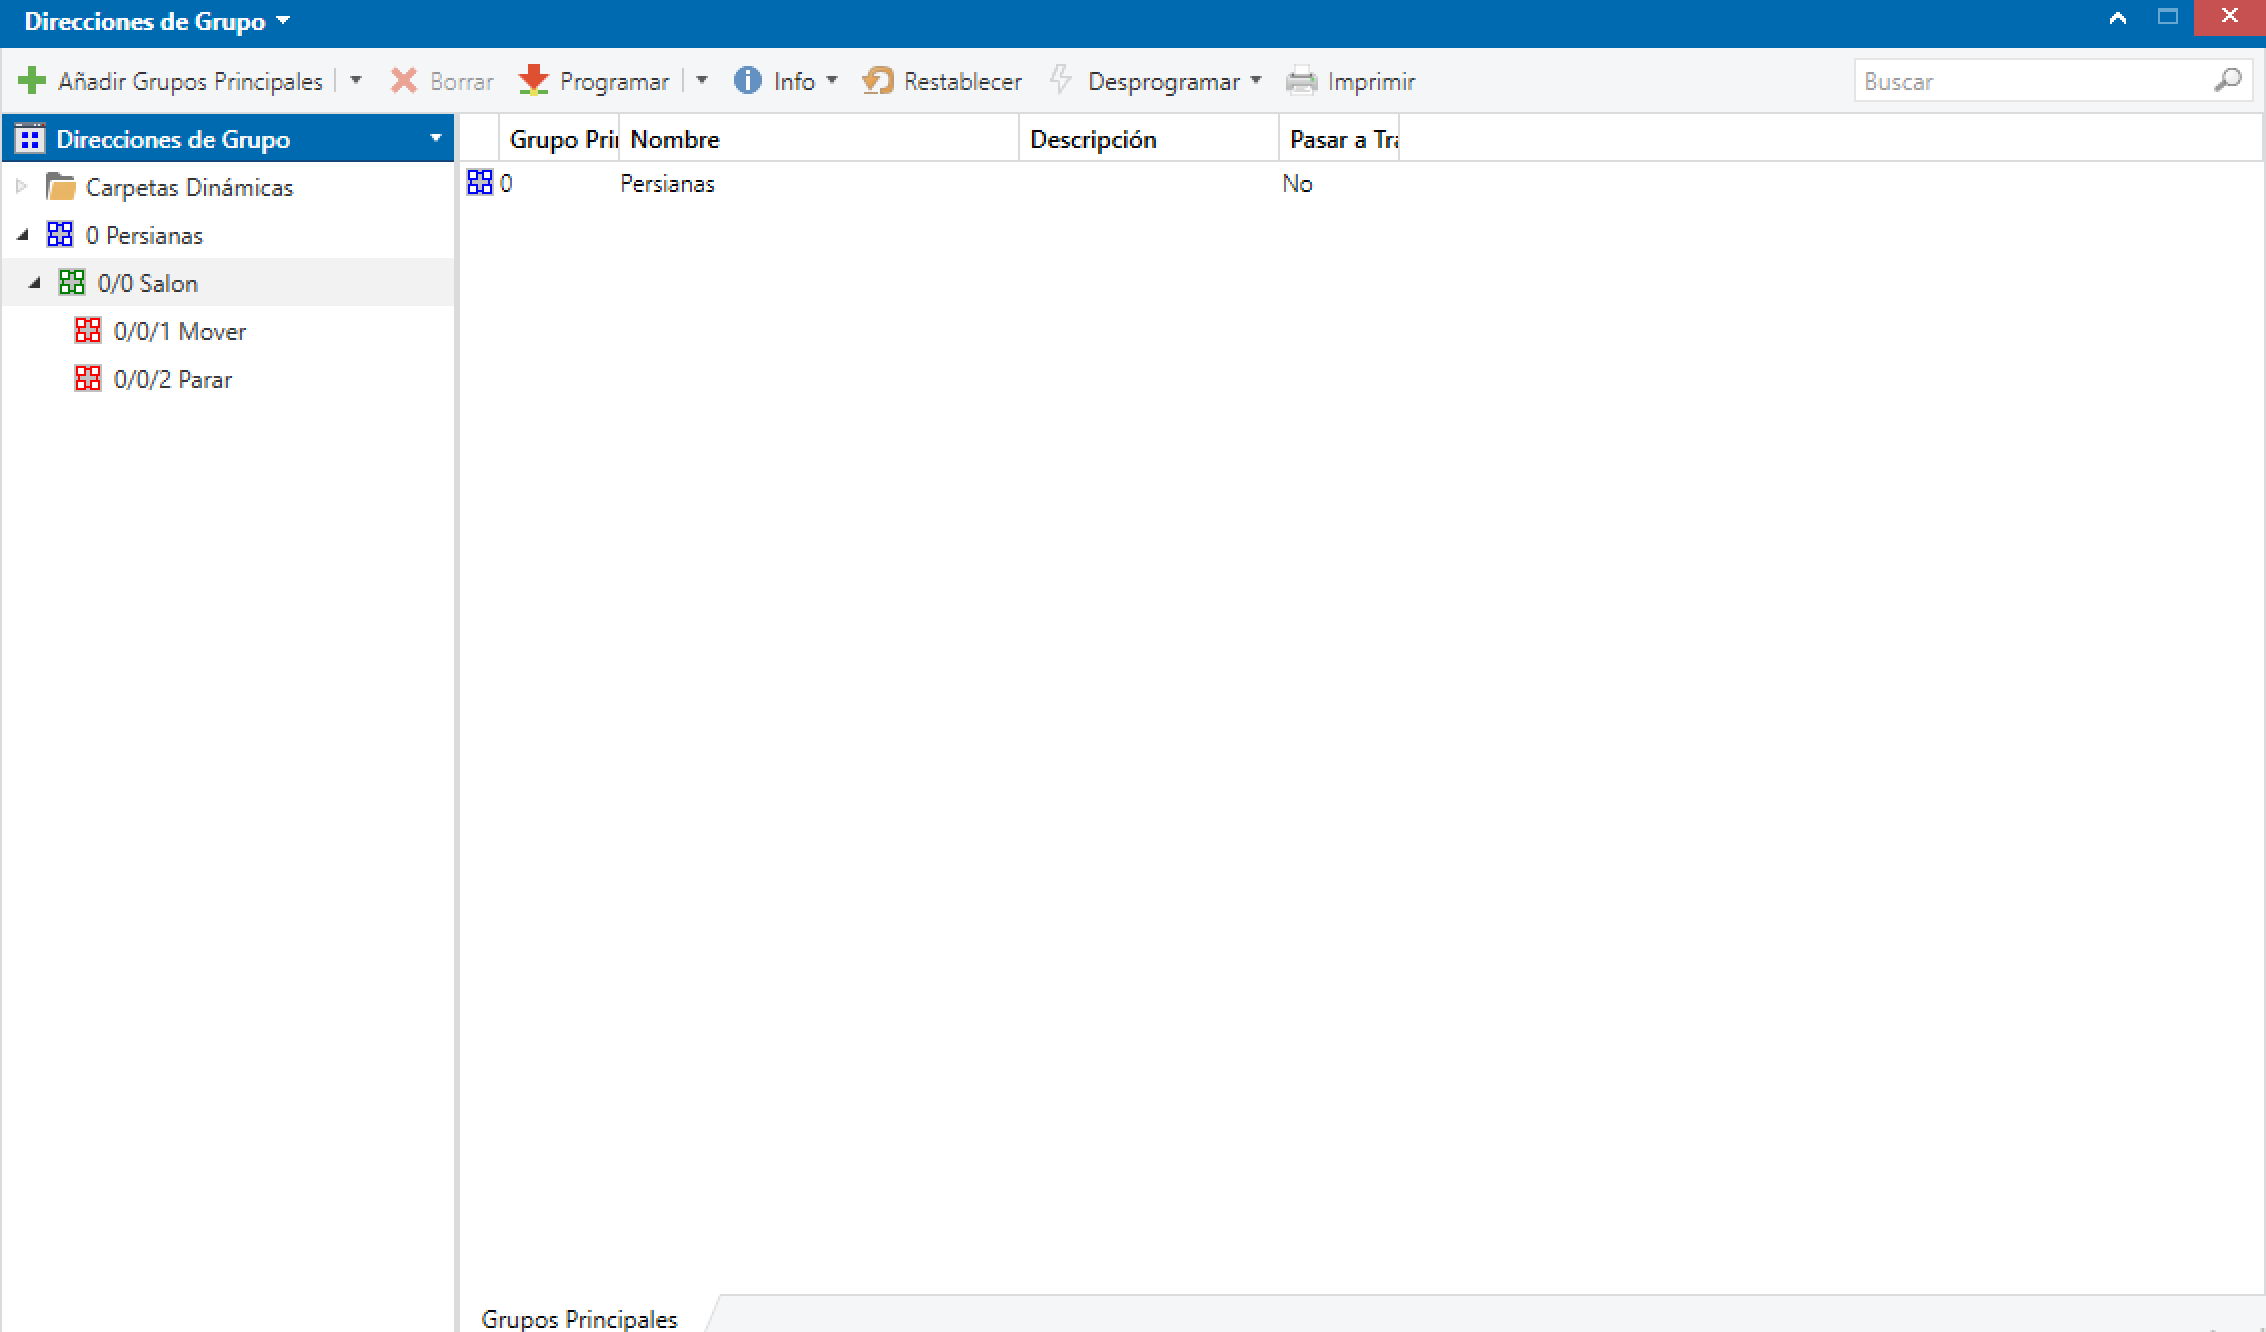 Direcciones de Grupo
Añadir Grupos Principales Borrar Programar Info Restablecer Desprogramar Imprimir Buscar
Direcciones de Grupo
Grupo Pri Nombre Descripción Pasar a Tra
Carpetas Dinámicas
0 Persianas No
0 Persianas
0/0 Salon
0/0/1 Mover
0/0/2 Parar
Grupos Principales